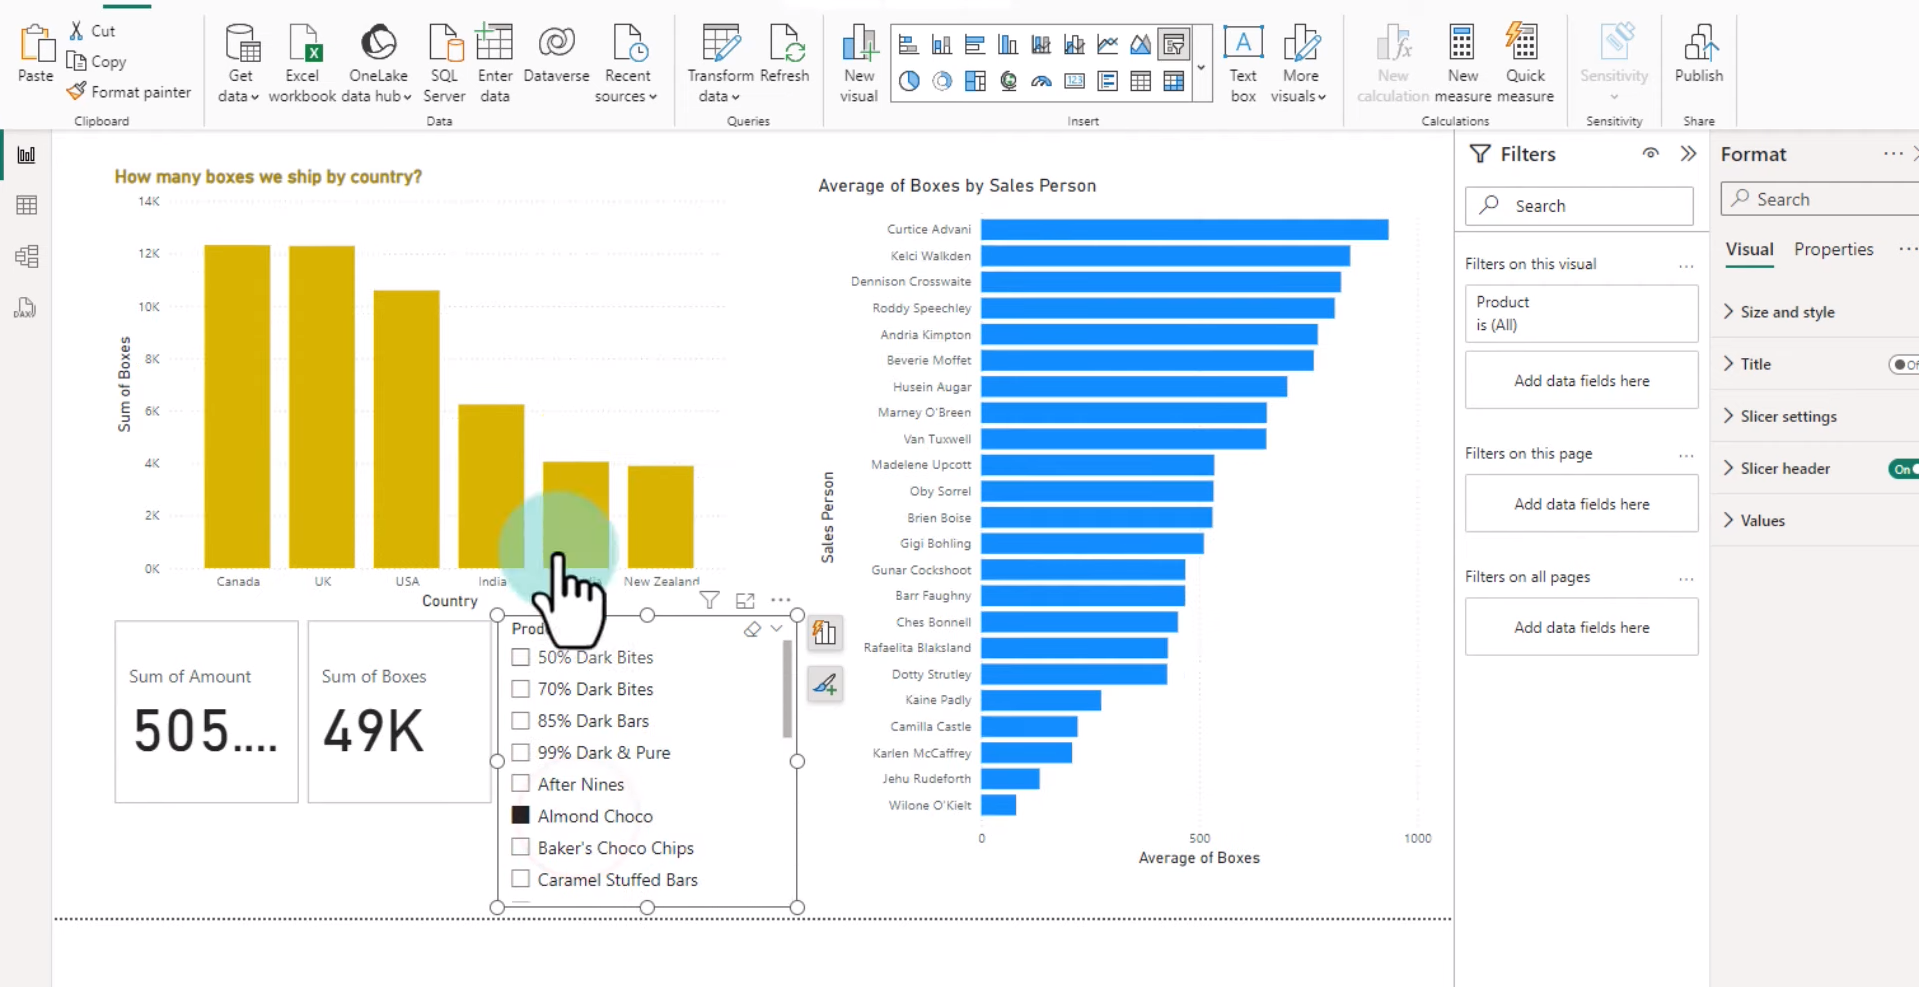 Paste
Cut
Copy
Format painter
Clipboard
Get
data
Excel
workbook
OneLake
data hub
SQL
Server
Enter
data
Dataverse
Recent
sources
Data
Transform
data
Refresh
Queries
New
visual
123
Insert
A
Text
box
More
visuals
New
calculation
New
measure
Quick
measure
Calculations
Sensitivity
Sensitivity
Publish
Share
DAX
How many boxes we ship by country?
14K
12K
10K
8K
6K
4K
2K
0K
Sum of Boxes
Canada
UK
USA
India
New Zealand
Country
Sum of Amount
505....
Sum of Boxes
49K
50% Dark Bites
70% Dark Bites
85% Dark Bars
99% Dark & Pure
After Nines
Almond Choco
Baker's Choco Chips
Caramel Stuffed Bars
Average of Boxes by Sales Person
Sales Person
Curtice Advani
Kelci Walkden
Dennison Crosswaite
Roddy Speechley
Andria Kimpton
Beverie Moffet
Husein Augar
Marney O'Breen
Van Tuxwell
Madelene Upcott
Oby Sorrel
Brien Boise
Gigi Bohling
Gunar Cockshoot
Barr Faughny
Ches Bonnell
Rafaelita Blaksland
Dotty Strutley
Kaine Padly
Camilla Castle
Karlen McCaffrey
Jehu Rudeforth
Wilone O'Kielt
0
500
1000
Average of Boxes
Filters
Search
Filters on this visual
Product
is (All)
Add data fields here
Filters on this page
Add data fields here
Filters on all pages
Add data fields here
Format
Search
Visual
Properties
Size and style
Title
Slicer settings
Slicer header
On
Values